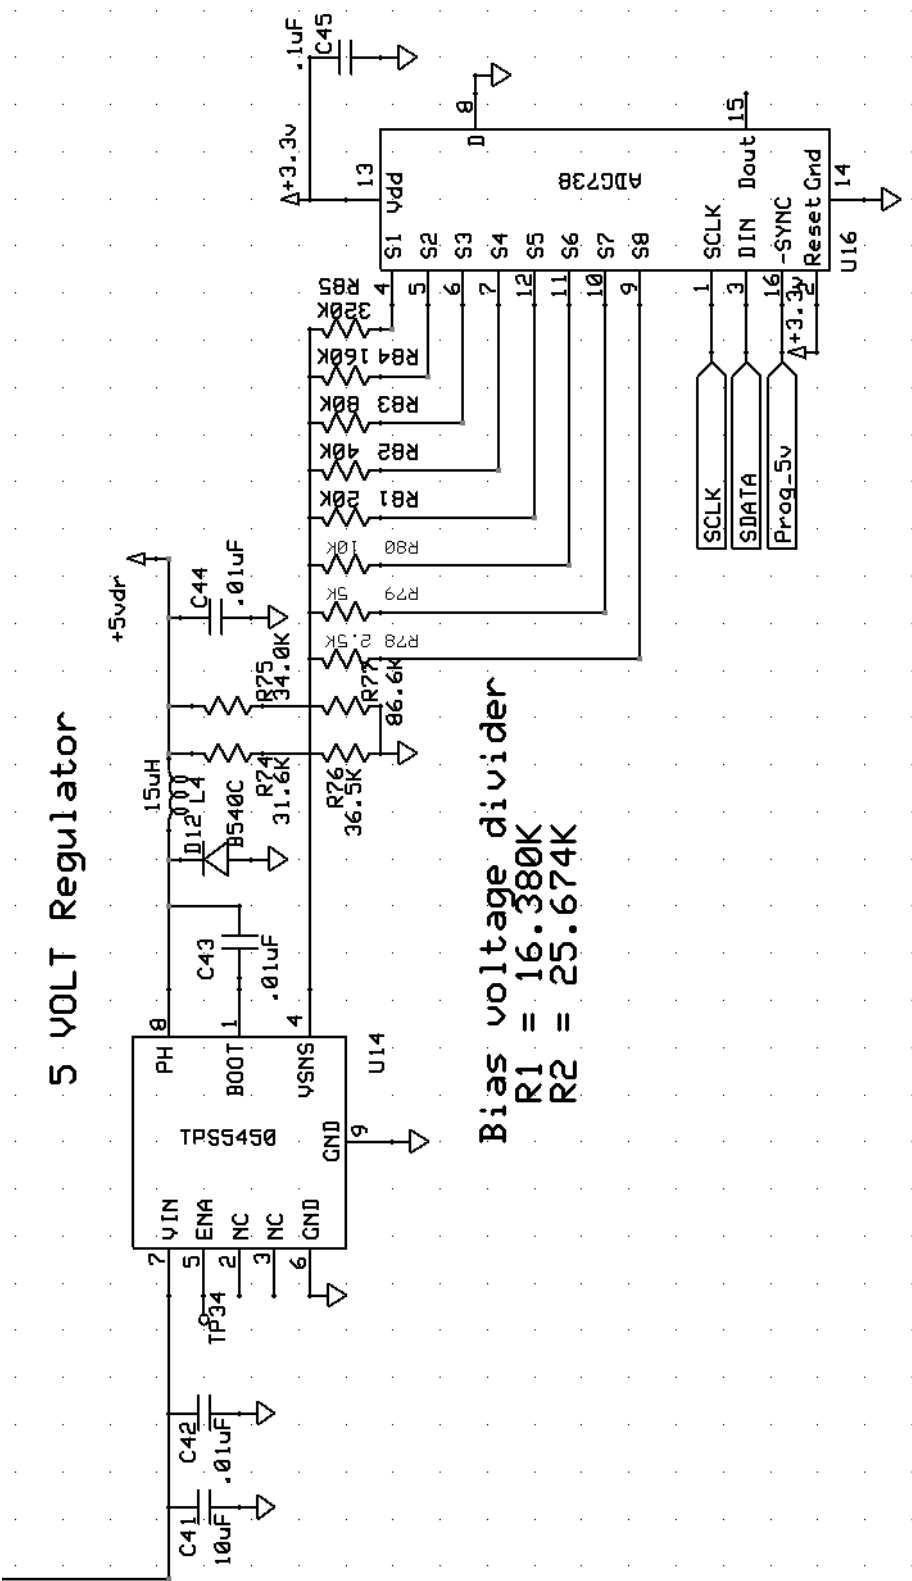 5 VOLT Regulator
C41
10uF
C42
.01uF
TP34
7
5
2
3
6
VIN
ENA
NC
NC
GND
TPS5450
GND
9
PH
BOOT
VSNS
8
1
4
U14
C43
.01uF
D12
B540C
15uH
L4
R74
31.6K
R76
36.5K
R75
34.0K
R77
86.6K
C44
.01uF
+5vdr
Bias voltage divider
R1 = 16.380K
R2 = 25.674K
R78 2.5K
R79 5K
R80 10K
R81 20K
R82 40K
R83 80K
R84 160K
R85 320K
SCLK
SDATA
Prog_5v
+3.3v
4
5
6
7
12
11
10
9
1
3
16
2
S1
S2
S3
S4
S5
S6
S7
S8
SCLK
DIN
-SYNC
Reset
U16
ADG738
Vdd
13
D
8
Dout
15
Gnd
14
+3.3v
.1uF
C45